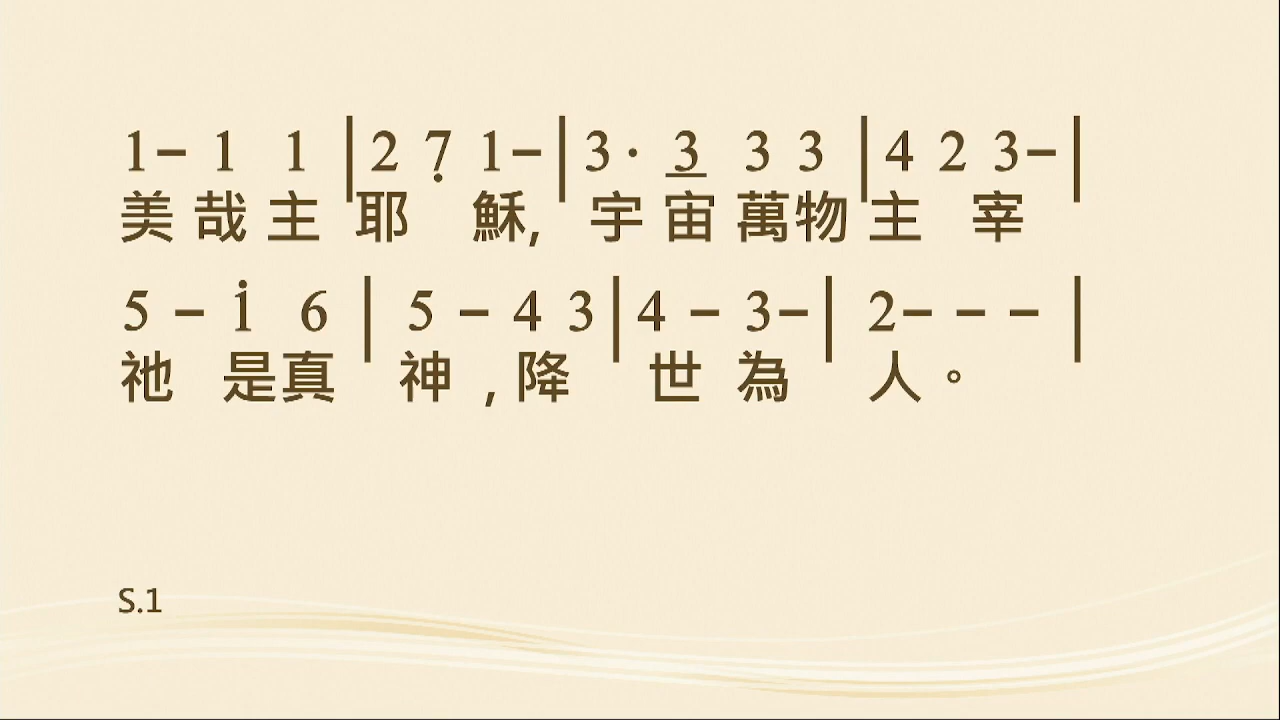 1– 1 1 | 2 7̣ 1– | 3· 3̲ 3 3 | 4 2 3– |
美哉主耶穌, 宇宙萬物主宰
5 – 1̇ 6 | 5 – 4 3 | 4 – 3– | 2– – – |
祂是真神,降世為人。
S.1